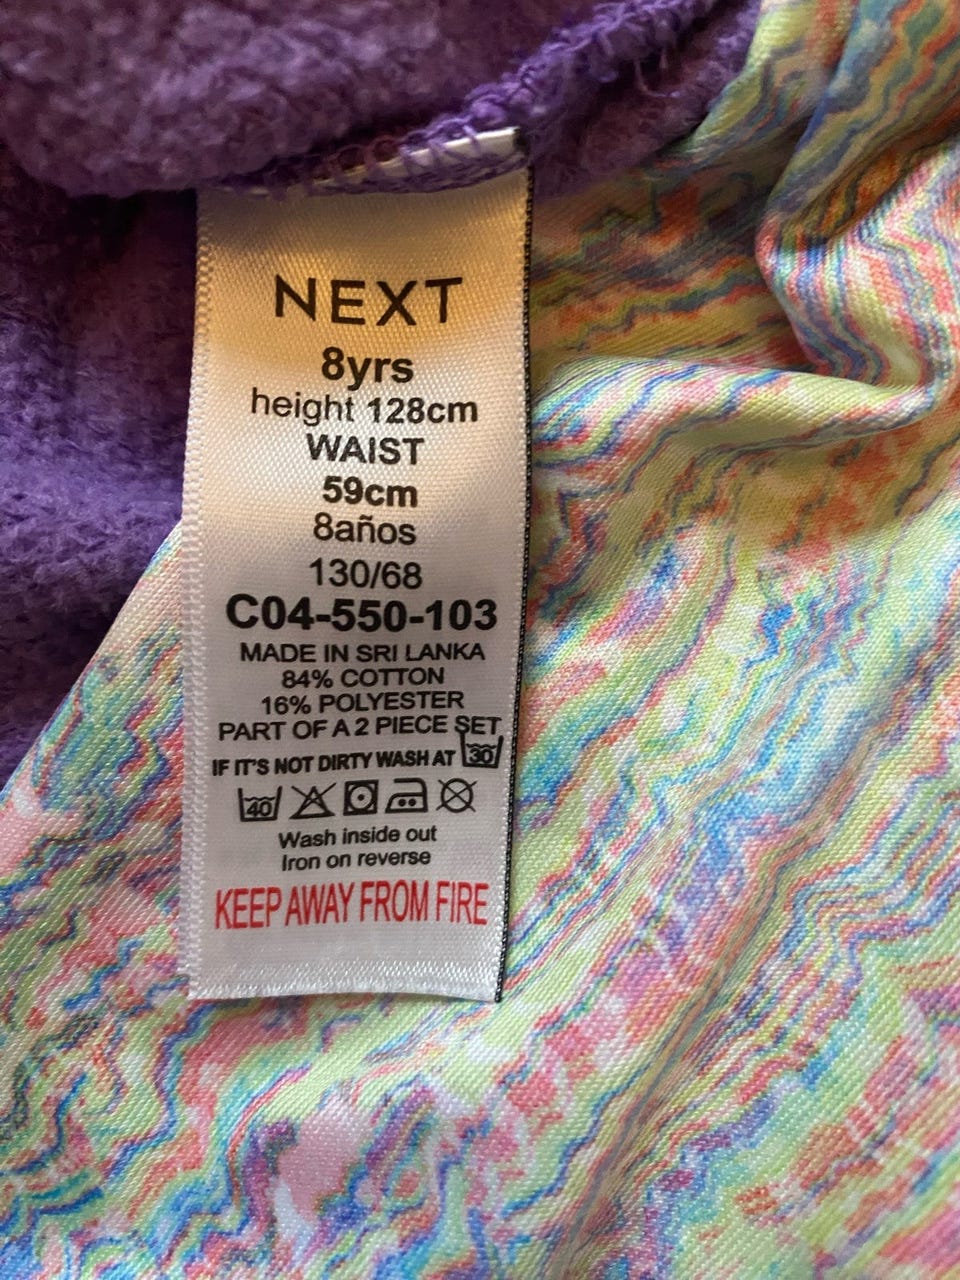 NEXT
8yrs
height 128cm
WAIST
59cm
8años
130/68
C04-550-103
MADE IN SRI LANKA
84% COTTON
16% POLYESTER
PART OF A 2 PIECE SET
IF IT'S NOT DIRTY WASH AT 30
40
Wash inside out
Iron on reverse
KEEP AWAY FROM FIRE